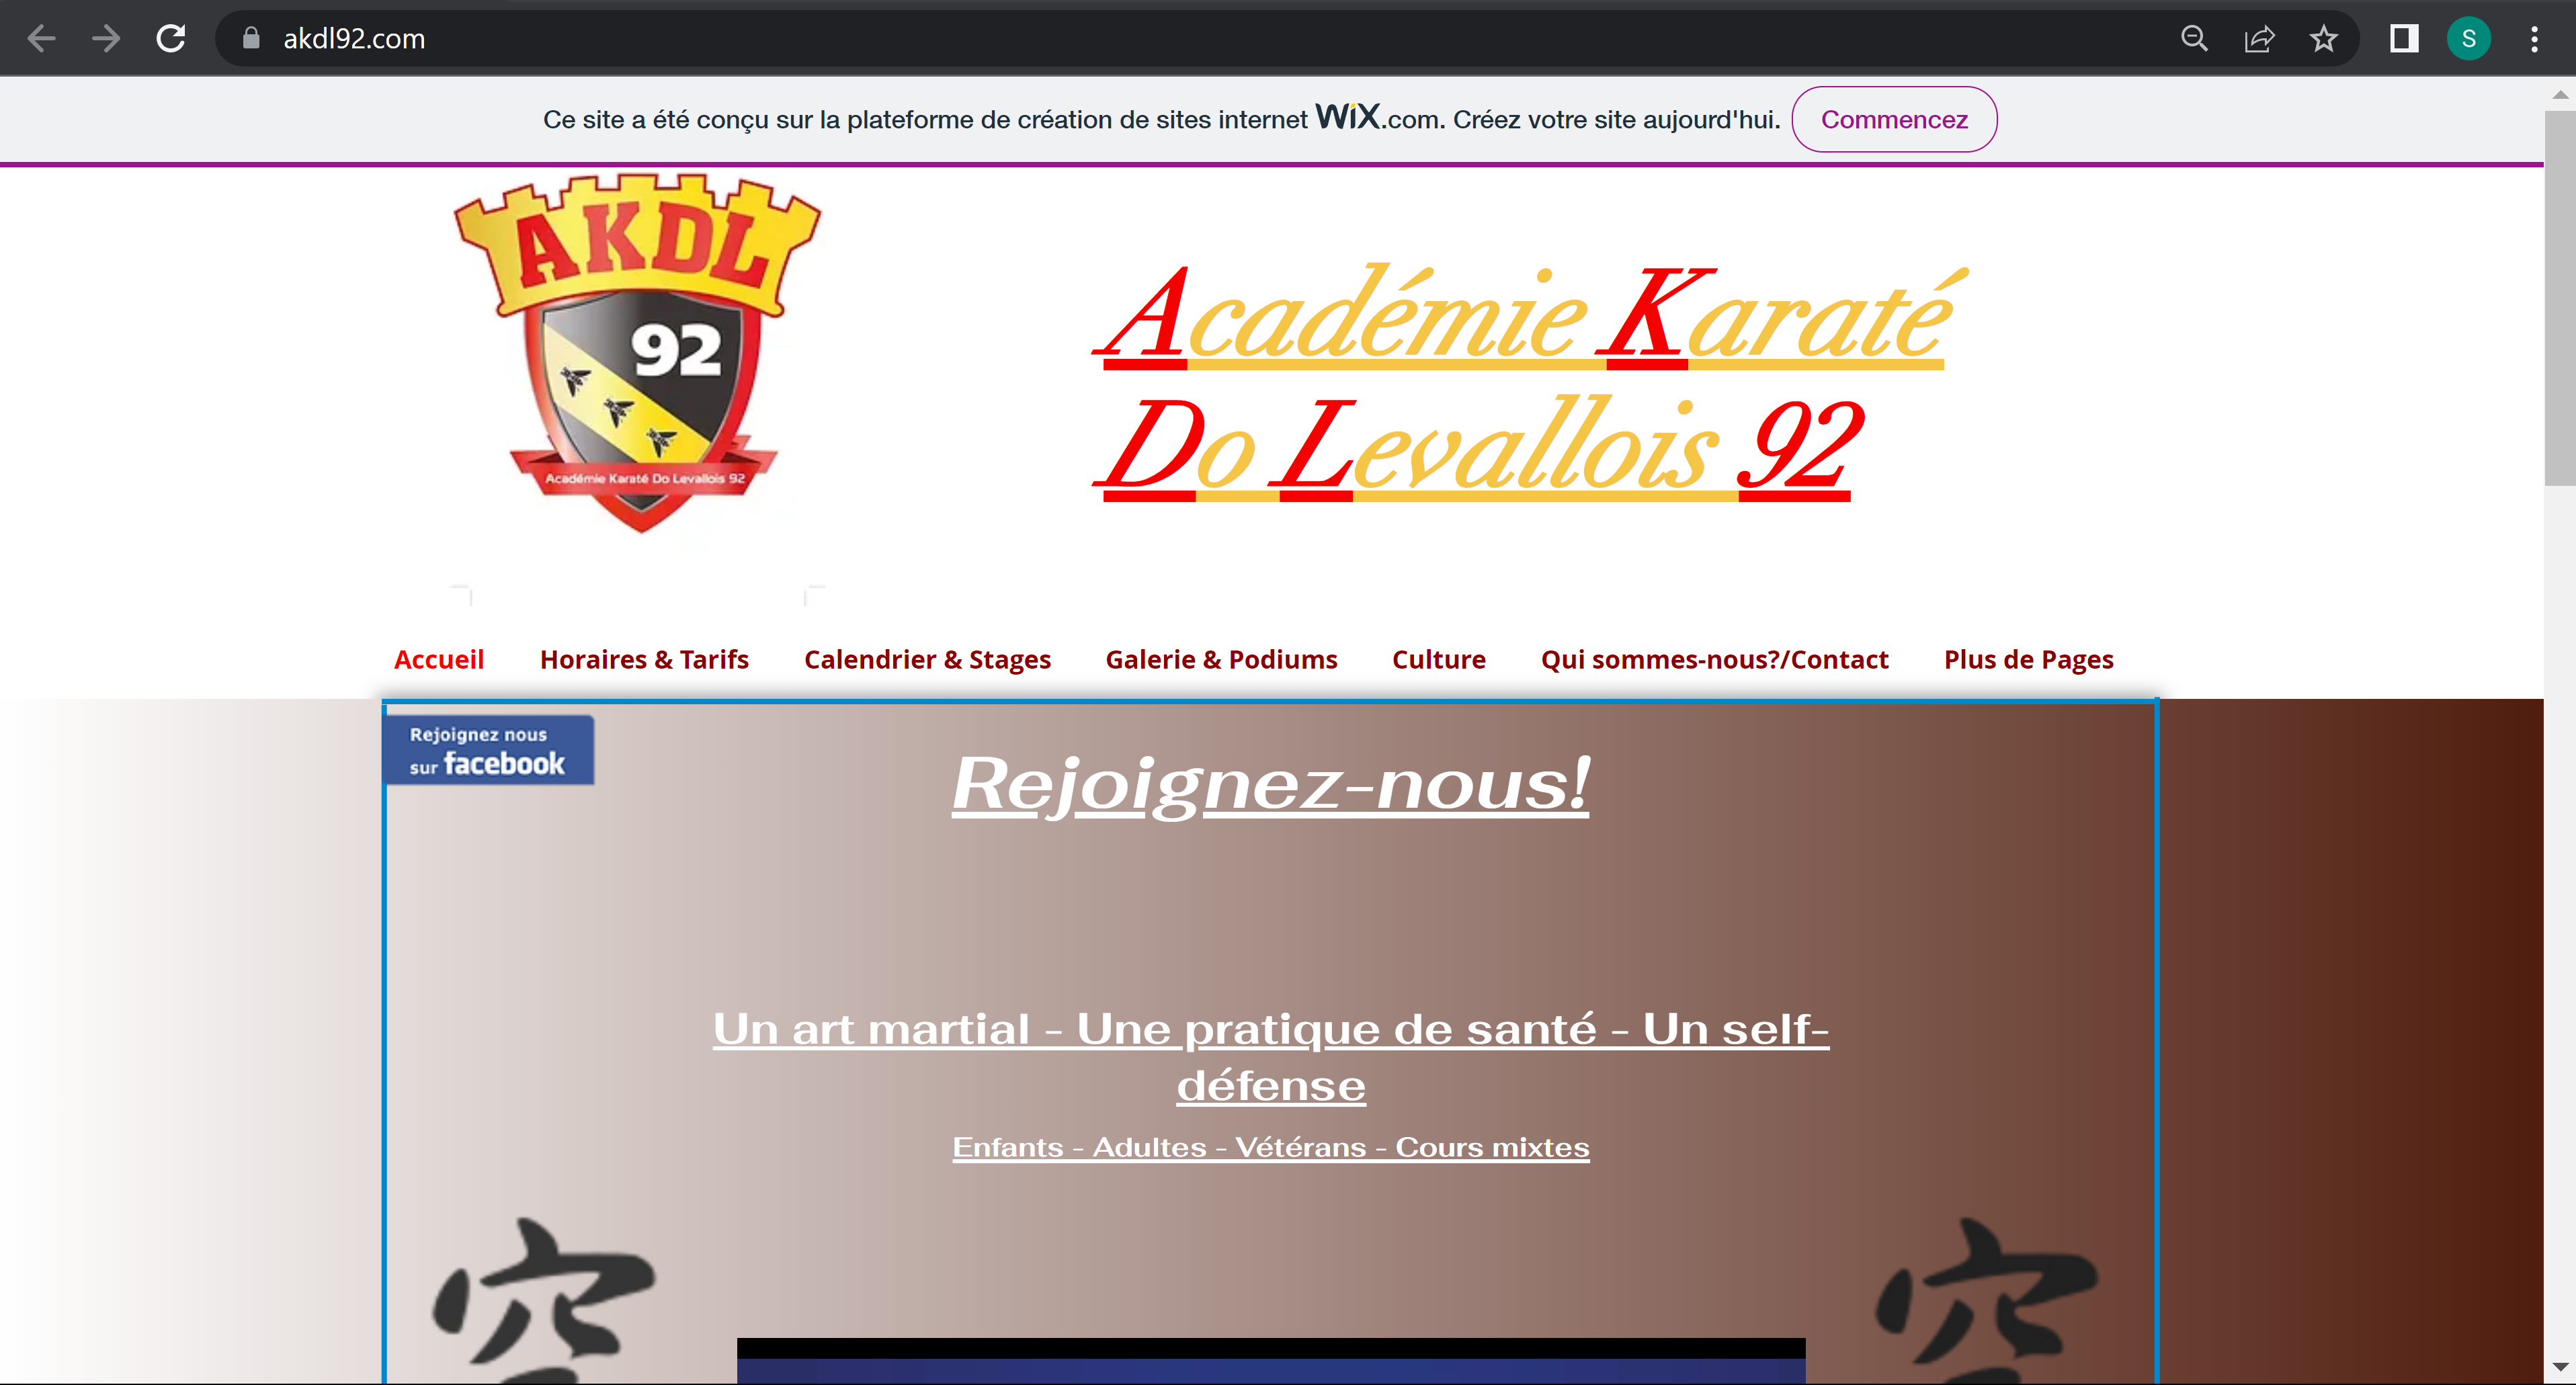 akdl92.com
S
Ce site a été conçu sur la plateforme de création de sites internet WiX.com. Créez votre site aujourd'hui. Commencez
AKDL
92
Académie Karaté Do Levallois 92
Académie Karaté
Do Levallois 92
Accueil Horaires & Tarifs Calendrier & Stages Galerie & Podiums Culture Qui sommes-nous?/Contact Plus de Pages
Rejoignez nous
sur facebook
Rejoignez-nous!
Un art martial - Une pratique de santé - Un self-
défense
Enfants - Adultes - Vétérans - Cours mixtes